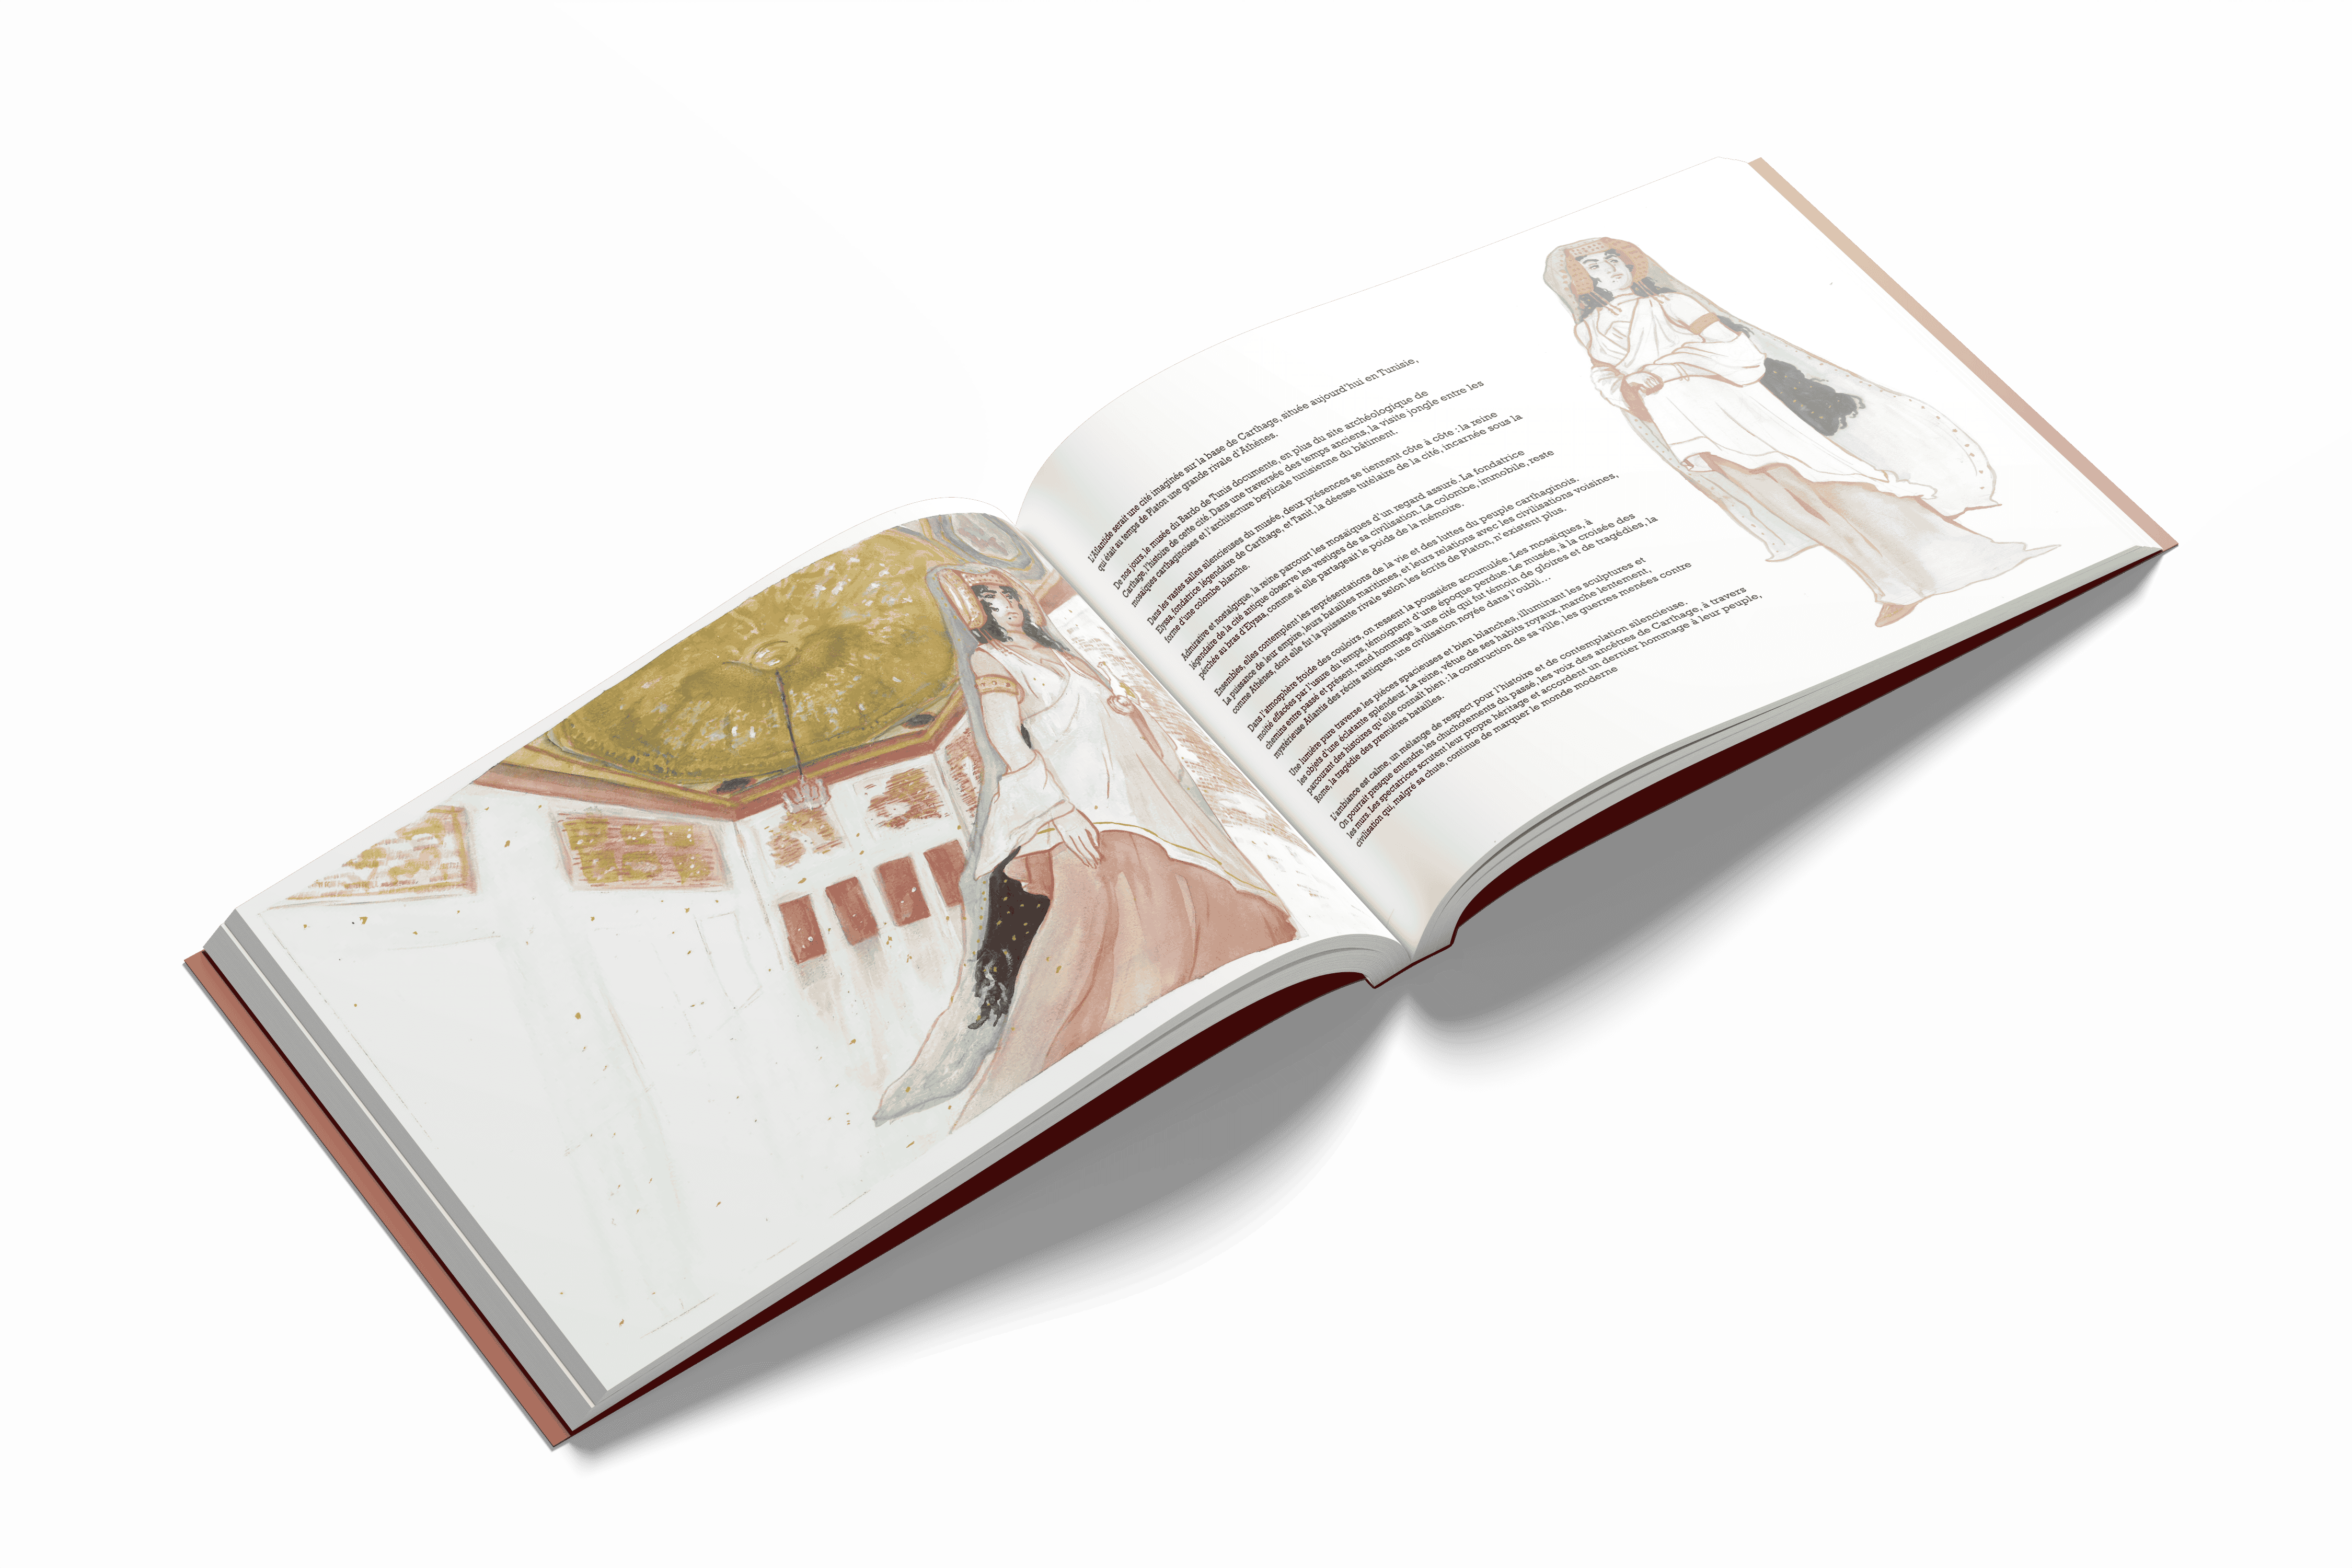 L'Atlantide serait une cité imaginée sur la base de Carthage, située aujourd'hui en Tunisie,
qui était au temps de Platon une grande rivale d'Athènes.
De nos jours, le musée du Bardo de Tunis documente, en plus du site archéologique de
Carthage, l'histoire de cette cité. Dans une traversée des temps anciens, la visite jongle entre les
mosaïques carthaginoises et l'architecture beylicale tunisienne du bâtiment.
Dans les vastes salles silencieuses du musée, deux présences se tiennent côte à côte : la reine
Elyssa, fondatrice légendaire de Carthage, et Tanit, la déesse tutélaire de la cité, incarnée sous la
forme d'une colombe blanche.
Admirative et nostalgique, la reine parcourt les mosaïques d'un regard assuré. La fondatrice
légendaire de la cité antique observe les vestiges de sa civilisation. La colombe, immobile, reste
perchée au bras d'Elyssa, comme si elle partageait le poids de la mémoire.
Ensembles, elles contemplent les représentations de la vie et des luttes du peuple carthaginois.
La puissance de leur empire, leurs batailles maritimes, et leurs relations avec les civilisations voisines,
comme Athènes, dont elle fut la puissante rivale selon les écrits de Platon, n'existent plus.
Dans l'atmosphère froide des couloirs, on ressent la poussière accumulée. Les mosaïques, à
moitié effacées par l'usure du temps, témoignent d'une époque perdue. Le musée, à la croisée des
chemins entre passé et présent, rend hommage à une cité qui fut témoin de gloires et de tragédies, la
mystérieuse Atlantis des récits antiques, une civilisation noyée dans l'oubli...
Une lumière pure traverse les pièces spacieuses et bien blanches, illuminant les sculptures et
les objets d'une éclatante splendeur. La reine, vêtue de ses habits royaux, marche lentement,
parcourant des histoires qu'elle connaît bien : la construction de sa ville, les guerres menées contre
Rome, la tragédie des premières batailles.
L'ambiance est calme, un mélange de respect pour l'histoire et de contemplation silencieuse.
On pourrait presque entendre les chuchotements du passé, les voix des ancêtres de Carthage, à travers
les murs. Les spectatrices scrutent leur propre héritage et accordent un dernier hommage à leur peuple,
civilisation qui, malgré sa chute, continue de marquer le monde moderne